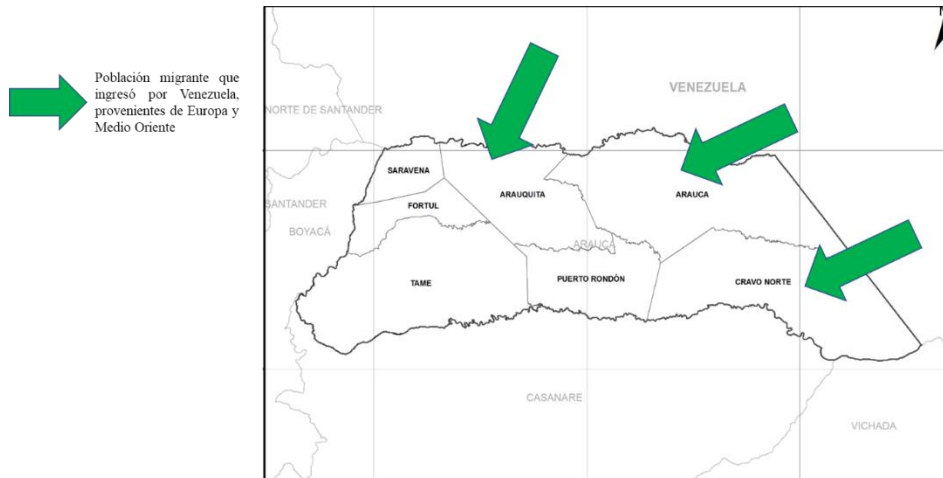 Población migrante que
ingresó por Venezuela,
provenientes de Europa y
Medio Oriente
N
VENEZUELA
NORTE DE SANTANDER
SARAVENA
ARAUQUITA
ARAUCA
SANTANDER
FORTUL
BOYACÁ
ARAUCA
TAME
PUERTO RONDÓN
CRAVO NORTE
CASANARE
VICHADA